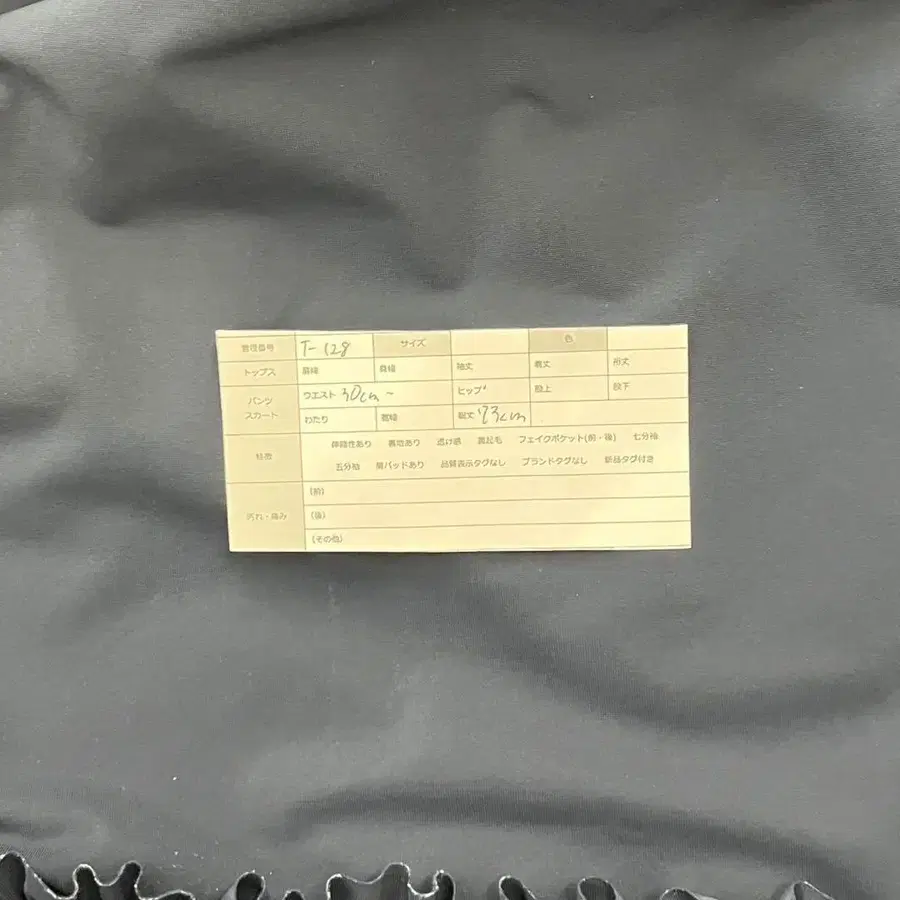 管理番号 T-128 サイズ 色
トップス 肩幅 身幅 袖丈 着丈 裄丈
パンツ スカート ウエスト 30cm~ ヒップ 股上 股下
わたり 裾幅 総丈 73cm
特徴 伸縮性あり 裏地あり 透け感 裏起毛 フェイクポケット(前・後) 七分袖
五分袖 肩パッドあり 品質表示タグなし ブランドタグなし 新品タグ付き
汚れ・痛み (前)
(後)
(その他)